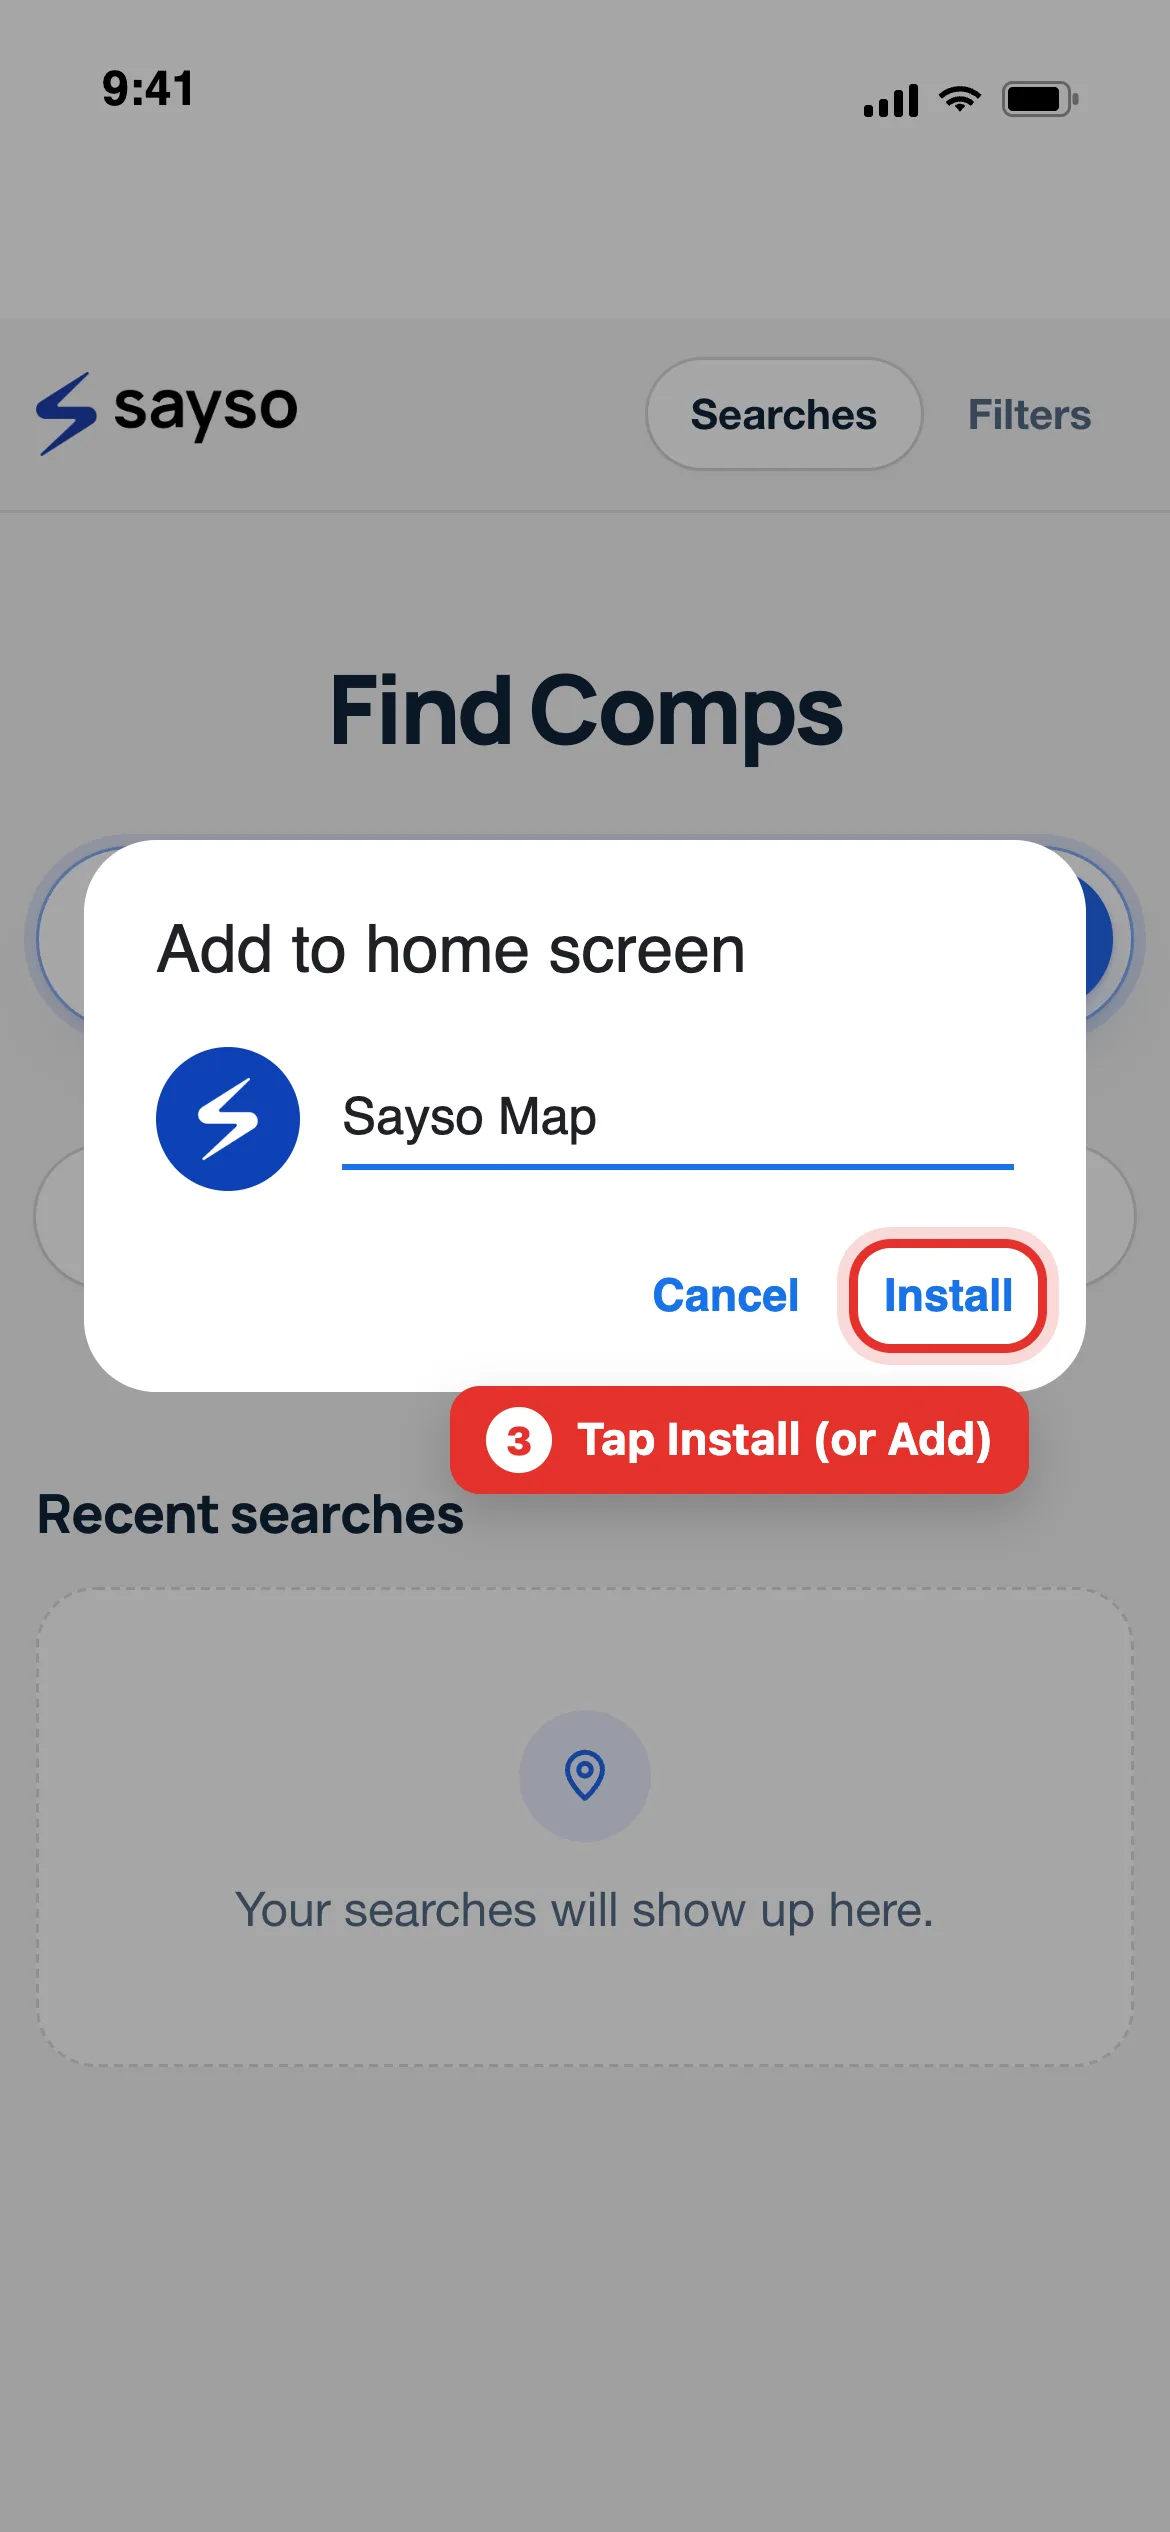 9:41
sayso
Searches
Filters
Find Comps
Add to home screen
Sayso Map
Cancel
Install
3 Tap Install (or Add)
Recent searches
Your searches will show up here.